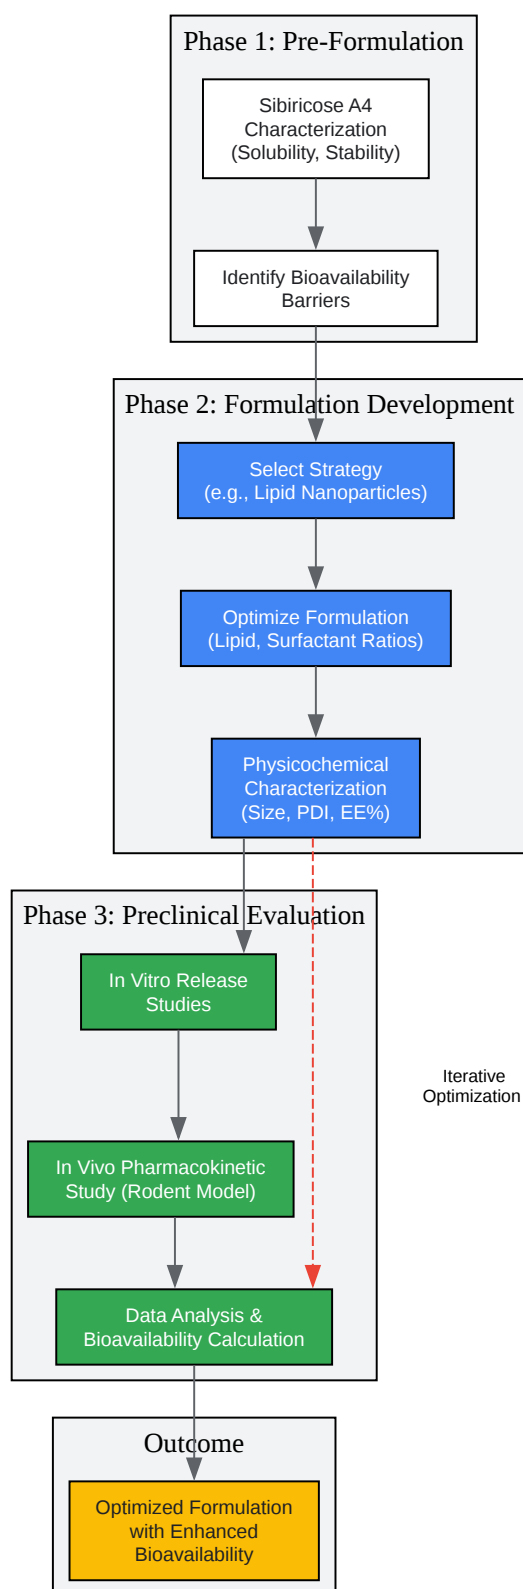 Phase 1: Pre-Formulation
Sibiricose A4
Characterization
(Solubility, Stability)
Identify Bioavailability
Barriers
Phase 2: Formulation Development
Select Strategy
(e.g., Lipid Nanoparticles)
Optimize Formulation
(Lipid, Surfactant Ratios)
Physicochemical
Characterization
(Size, PDI, EE%)
Phase 3: Preclinical Evaluation
In Vitro Release
Studies
Iterative
Optimization
In Vivo Pharmacokinetic
Study (Rodent Model)
Data Analysis &
Bioavailability Calculation
Outcome
Optimized Formulation
with Enhanced
Bioavailability